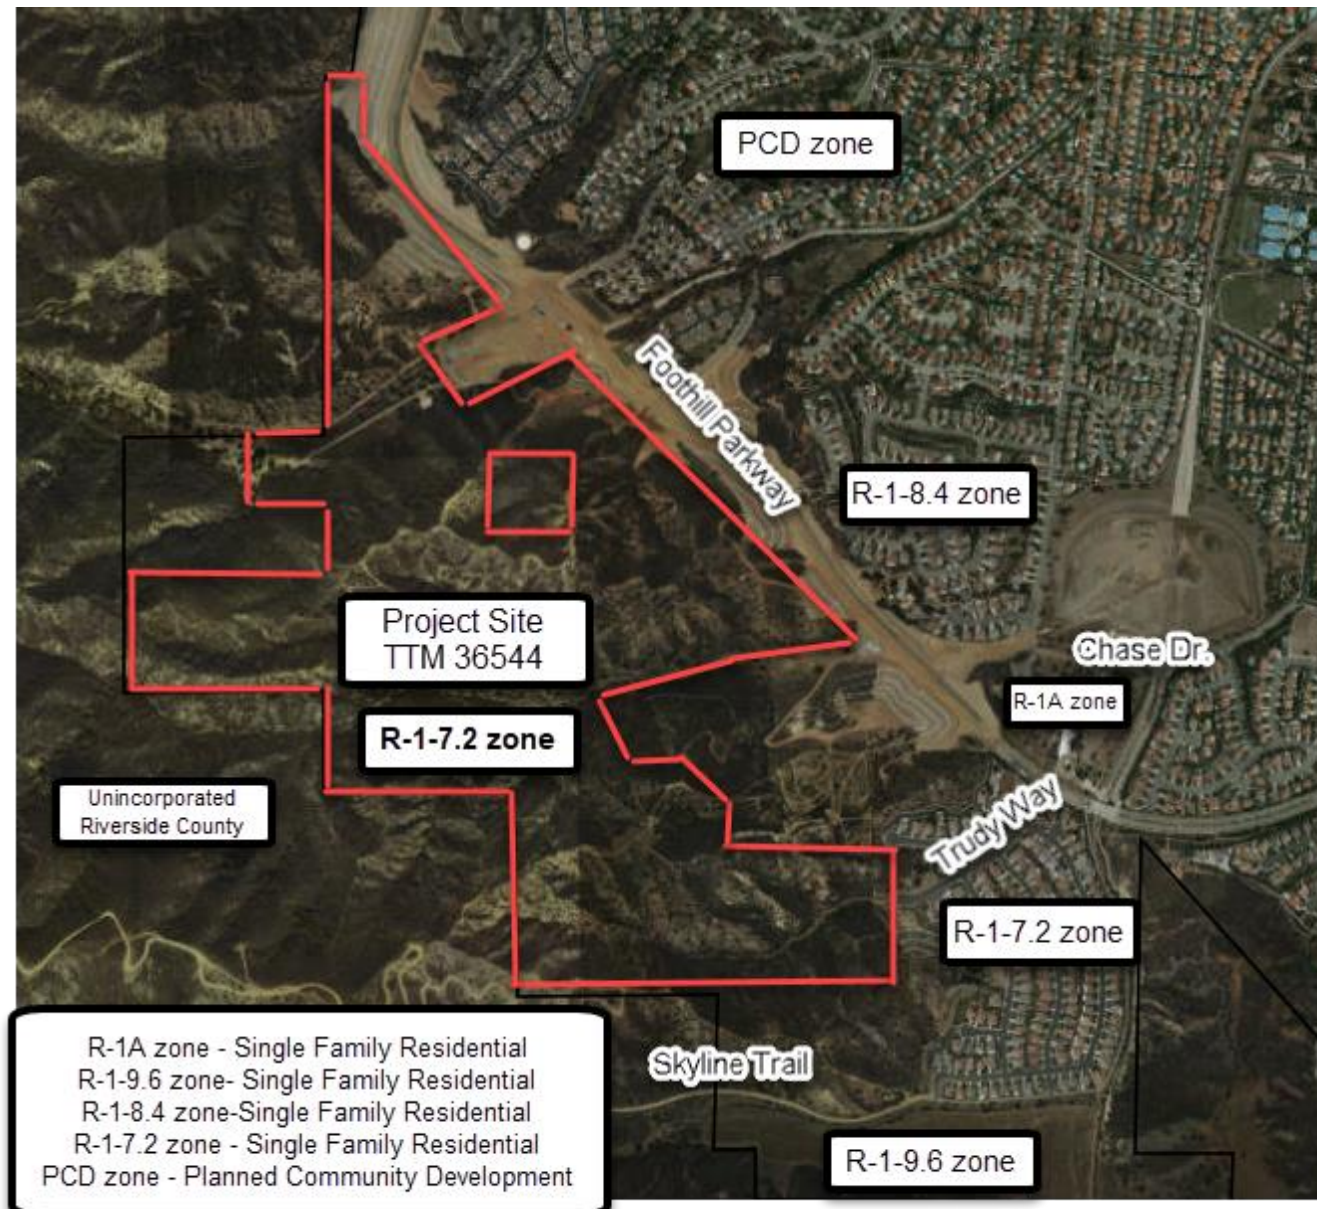 PCD zone
Foothill Parkway
R-1-8.4 zone
Project Site
TTM 36544
Chase Dr.
R-1A zone
R-1-7.2 zone
Unincorporated
Riverside County
Trudy Way
R-1-7.2 zone
Skyline Trail
R-1-9.6 zone
R-1A zone - Single Family Residential
R-1-9.6 zone- Single Family Residential
R-1-8.4 zone-Single Family Residential
R-1-7.2 zone - Single Family Residential
PCD zone - Planned Community Development